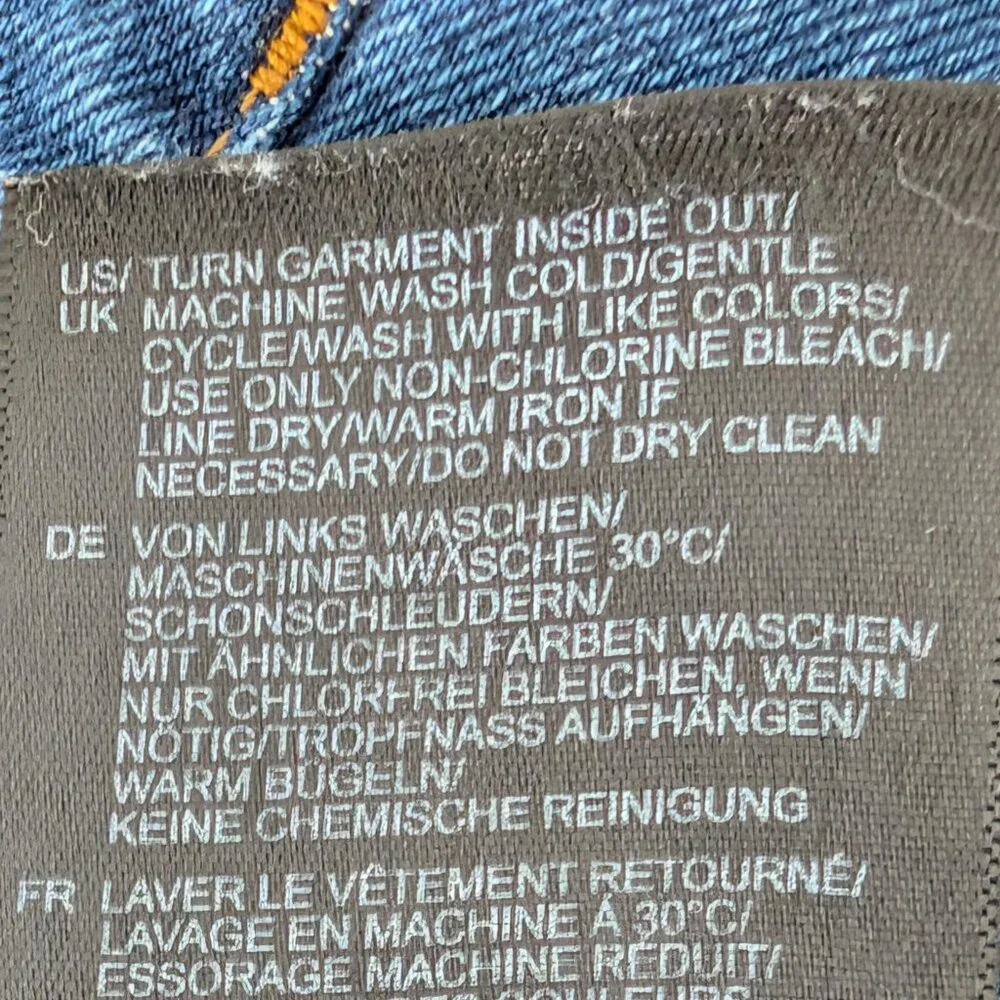 US/ TURN GARMENT INSIDE OUT/
UK MACHINE WASH COLD/GENTLE
CYCLE/WASH WITH LIKE COLORS/
USE ONLY NON-CHLORINE BLEACH/
LINE DRY/WARM IRON IF
NECESSARY/DO NOT DRY CLEAN
DE VON LINKS WASCHEN/
MASCHINENWÄSCHE 30°C/
SCHONSCHLEUDERN/
MIT ÄHNLICHEN FARBEN WASCHEN/
NUR CHLORFREI BLEICHEN, WENN
NÖTIG/TROPFNASS AUFHÄNGEN/
WARM BÜGELN/
KEINE CHEMISCHE REINIGUNG
FR LAVER LE VÊTEMENT RETOURNÉ/
LAVAGE EN MACHINE À 30°C/
ESSORAGE MACHINE RÉDUIT/
COULEURS